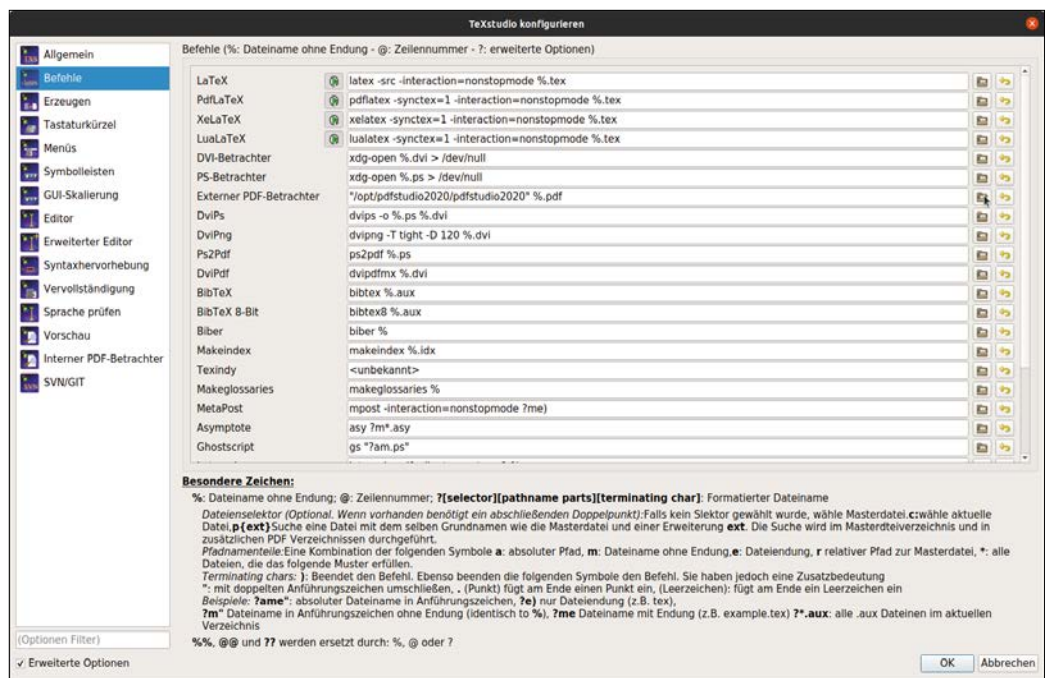 TeXstudio konfigurieren
Allgemein
Befehle
Erzeugen
Tastaturkürzel
Menüs
Symbolleisten
GUI-Skalierung
Editor
Erweiterter Editor
Syntaxhervorhebung
Vervollständigung
Sprache prüfen
Vorschau
Interner PDF-Betrachter
SVN/GIT
(Optionen Filter)
Erweiterte Optionen
Befehle (%: Dateiname ohne Endung - @: Zeilennummer - ?: erweiterte Optionen)
LaTeX latex -src -interaction=nonstopmode %.tex
PdfLaTeX pdflatex -synctex=1 -interaction=nonstopmode %.tex
XeLaTeX xelatex -synctex=1 -interaction=nonstopmode %.tex
LuaLaTeX lualatex -synctex=1 -interaction=nonstopmode %.tex
DVI-Betrachter xdg-open %.dvi > /dev/null
PS-Betrachter xdg-open %.ps > /dev/null
Externer PDF-Betrachter "/opt/pdfstudio2020/pdfstudio2020" %.pdf
DviPs dvips -o %.ps %.dvi
DviPng dvipng -T tight -D 120 %.dvi
Ps2Pdf ps2pdf %.ps
DviPdf dvipdfmx %.dvi
BibTeX bibtex %.aux
BibTeX 8-Bit bibtex8 %.aux
Biber biber %
Makeindex makeindex %.idx
Texindy <unbekannt>
Makeglossaries makeglossaries %
MetaPost mpost -interaction=nonstopmode ?me)
Asymptote asy ?m*.asy
Ghostscript gs "?am.ps"
Besondere Zeichen:
%: Dateiname ohne Endung; @: Zeilennummer; ?[selector][pathname parts][terminating char]: Formatierter Dateiname
Dateienselektor (Optional. Wenn vorhanden benötigt ein abschließenden Doppelpunkt):Falls kein Slektor gewählt wurde, wähle Masterdatei.c:wähle aktuelle
Datei,p{ext}Suche eine Datei mit dem selben Grundnamen wie die Masterdatei und einer Erweiterung ext. Die Suche wird im Masterdteiverzeichnis und in
zusätzlichen PDF Verzeichnissen durchgeführt.
Pfadnamenteile:Eine Kombination der folgenden Symbole a: absoluter Pfad, m: Dateiname ohne Endung,e: Dateiendung, r relativer Pfad zur Masterdatei, *: alle
Dateien, die das folgende Muster erfüllen.
Terminating chars: ): Beendet den Befehl. Ebenso beenden die folgenden Symbole den Befehl. Sie haben jedoch eine Zusatzbedeutung
": mit doppelten Anführungszeichen umschließen, . (Punkt) fügt am Ende einen Punkt ein, (Leerzeichen): fügt am Ende ein Leerzeichen ein
Beispiele: ?ame": absoluter Dateiname in Anführungszeichen, ?e) nur Dateiendung (z.B. tex),
?m" Dateiname in Anführungszeichen ohne Endung (identisch to %), ?me Dateiname mit Endung (z.B. example.tex) ?*.aux: alle .aux Dateinen im aktuellen
Verzeichnis
%%, @@ und ?? werden ersetzt durch: %, @ oder ?
OK Abbrechen